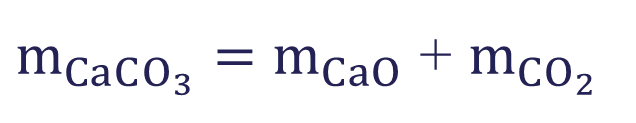 m_CaCO₃ = m_CaO + m_CO₂